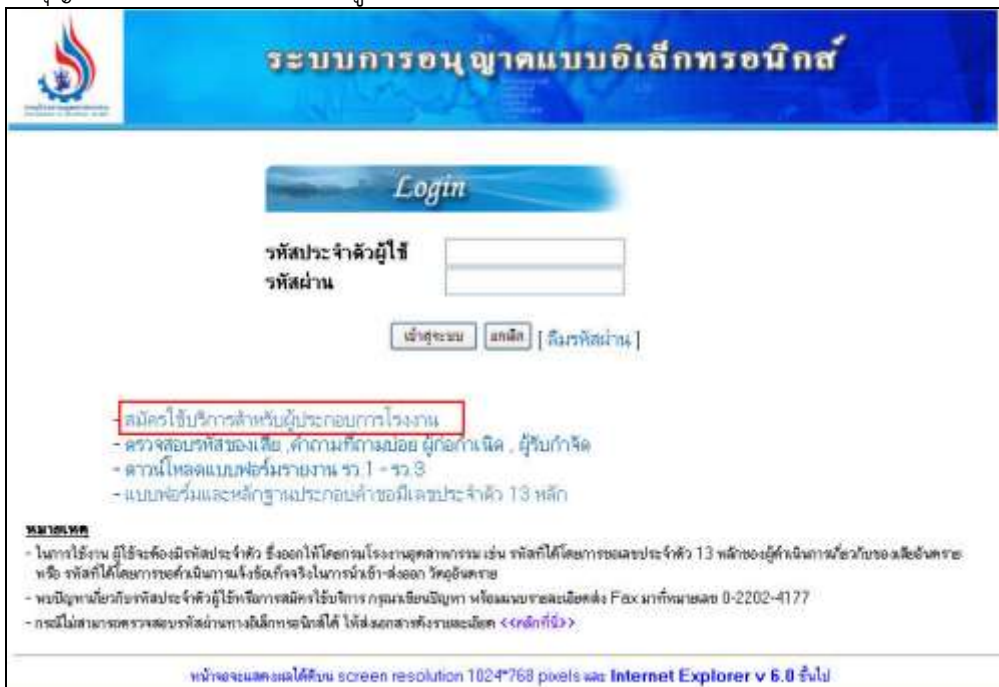 ระบบการอนุญาตแบบอิเล็กทรอนิกส์
Login
รหัสประจำตัวผู้ใช้
รหัสผ่าน
เข้าสู่ระบบ ยกเลิก [ ลืมรหัสผ่าน ]
- สมัครใช้บริการสำหรับผู้ประกอบการโรงงาน
- ตรวจสอบรหัสของเสีย ,คำถามที่ถามบ่อย ผู้ก่อกำเนิด , ผู้รับกำจัด
- ดาวน์โหลดแบบฟอร์มรายงาน รว.1 - รว.3
- แบบฟอร์มและหลักฐานประกอบคำขอมีเลขประจำตัว 13 หลัก
หมายเหตุ
- ในการใช้งาน ผู้ใช้จะต้องมีรหัสประจำตัว ซึ่งออกให้โดยกรมโรงงานอุตสาหกรรม เช่น รหัสที่ได้โดยการขอเลขประจำตัว 13 หลักของผู้ดำเนินการเกี่ยวกับของเสียอันตราย
หรือ รหัสที่ได้โดยการขอดำเนินการแจ้งข้อเท็จจริงในการนำเข้า-ส่งออก วัตถุอันตราย
- พบปัญหาเกี่ยวกับรหัสประจำตัวผู้ใช้หรือการสมัครใช้บริการ กรุณาเขียนปัญหา พร้อมแนบรายละเอียดส่ง Fax มาที่หมายเลข 0-2202-4177
- กรณีไม่สามารถตรวจสอบรหัสผ่านทางอิเล็กทรอนิกส์ได้ ให้ส่งเอกสารดังรายละเอียด <<คลิกที่นี่>>
หน้าจอจะแสดงผลได้ดีบน screen resolution 1024*768 pixels และ Internet Explorer v 6.0 ขึ้นไป